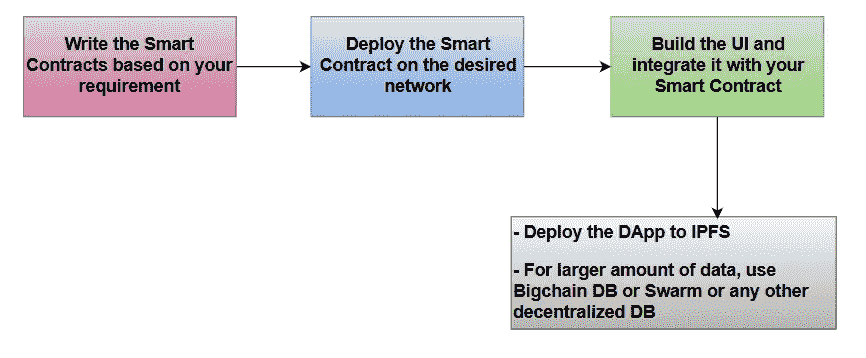 Write the Smart
Contracts based on your
requirement
Deploy the Smart
Contract on the desired
network
Build the UI and
integrate it with your
Smart Contract
- Deploy the DApp to IPFS
- For larger amount of data, use
Bigchain DB or Swarm or any other
decentralized DB